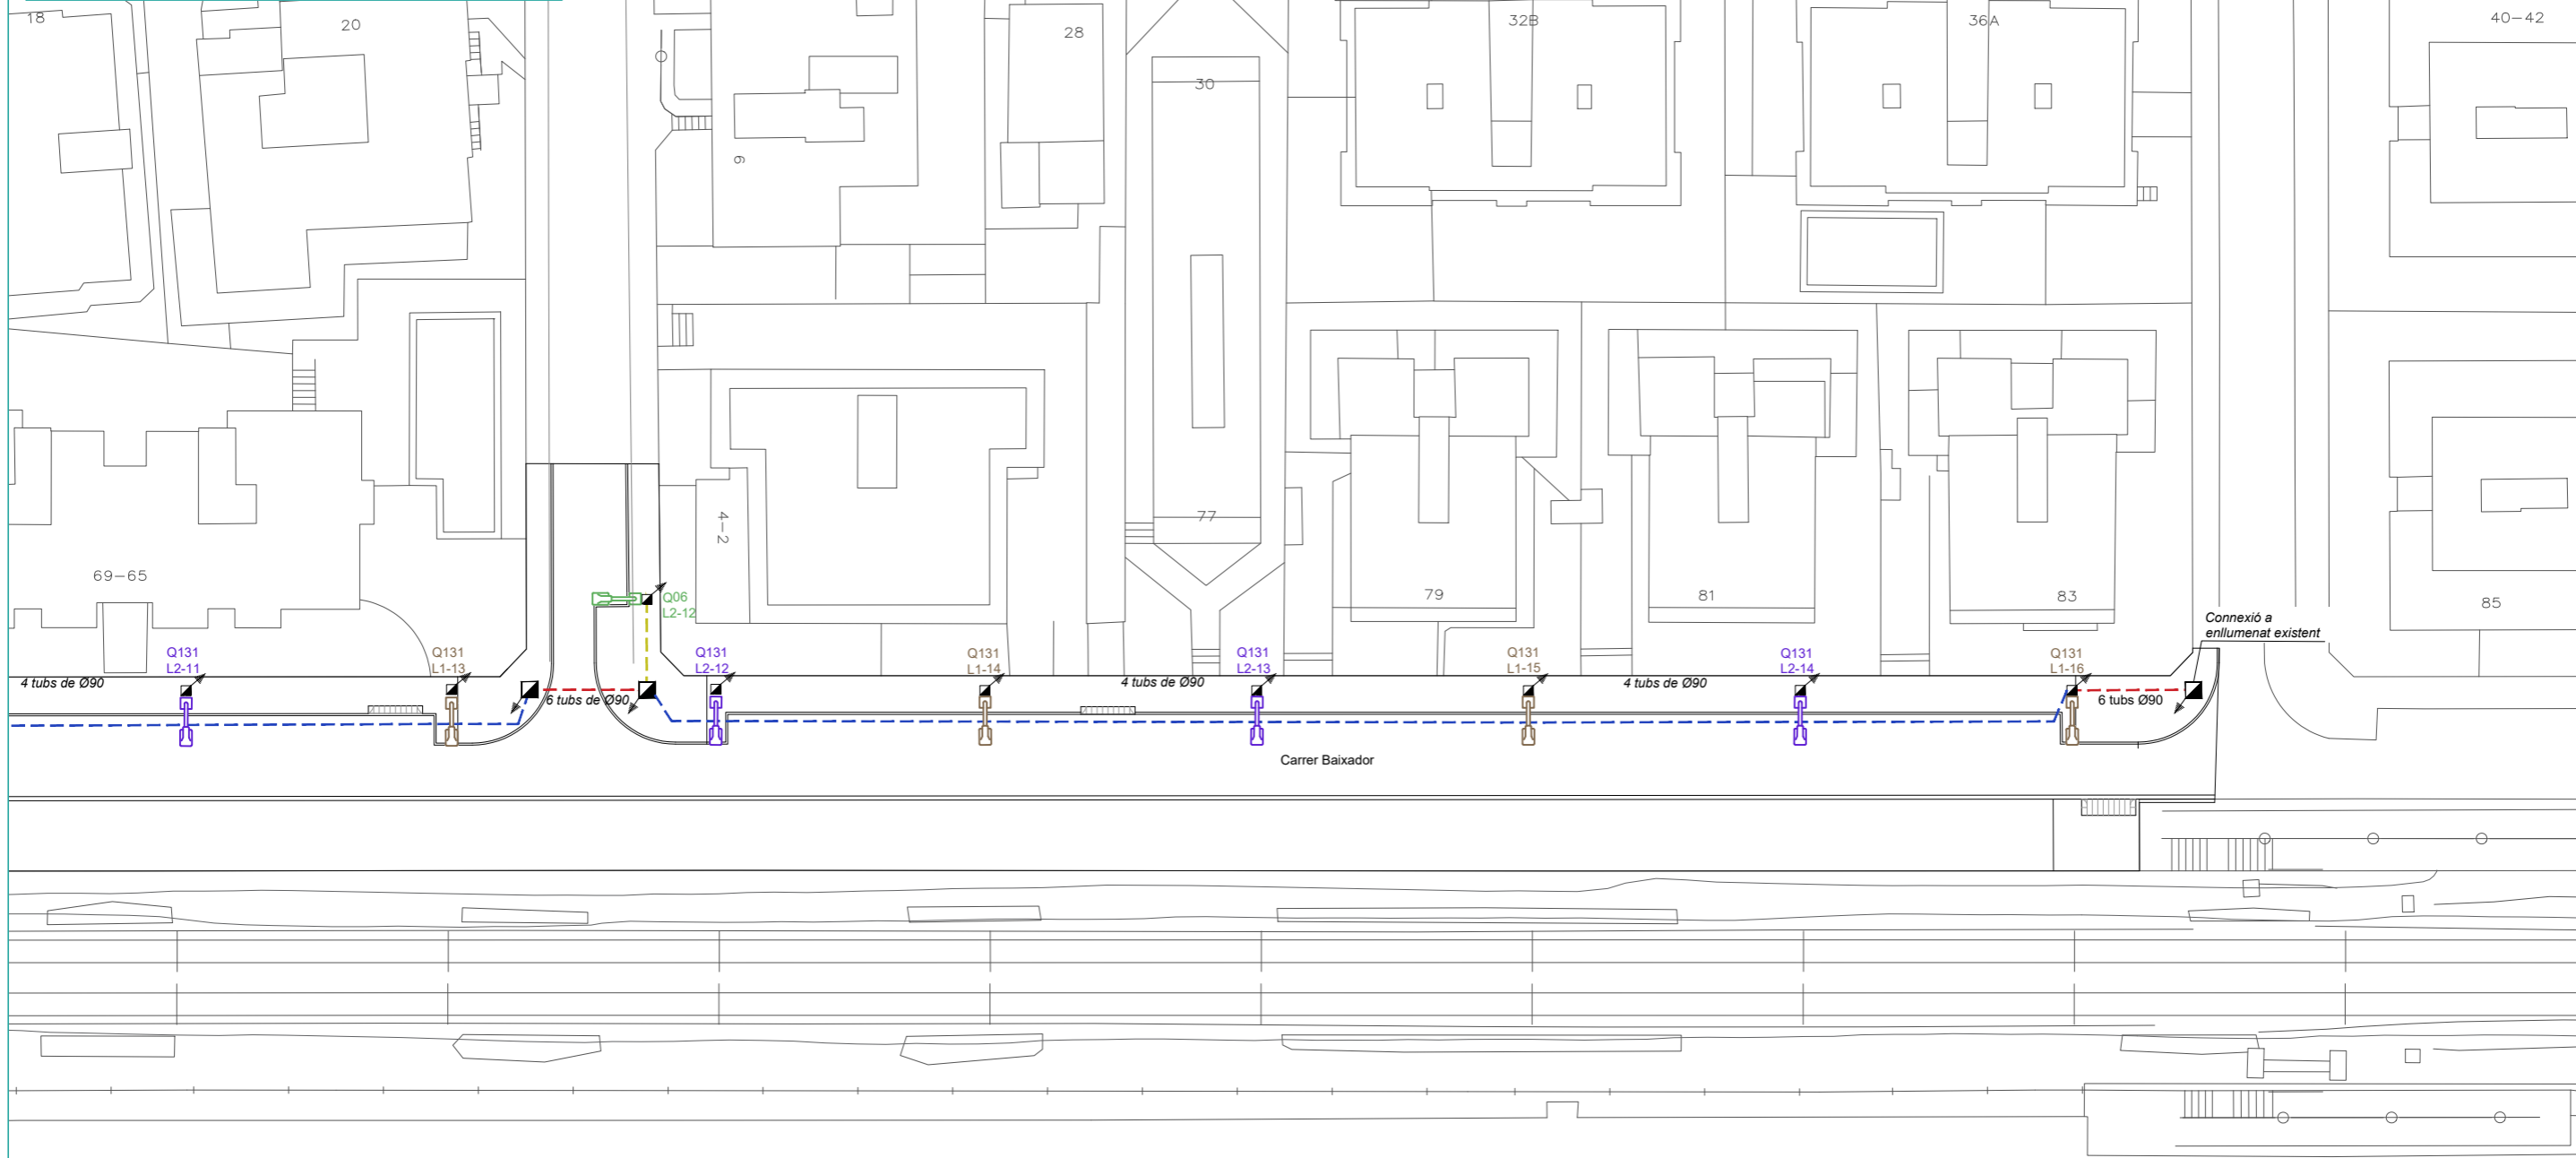 18
20
28
30
32B
36A
40-42
6
4-2
77
69-65
79
81
83
85
Q06
L2-12
Connexió a
enllumenat existent
Q131
L2-11
Q131
L1-13
Q131
L2-12
Q131
L1-14
Q131
L2-13
Q131
L1-15
Q131
L2-14
Q131
L1-16
4 tubs de Ø90
6 tubs de Ø90
4 tubs de Ø90
4 tubs de Ø90
6 tubs Ø90
Carrer Baixador